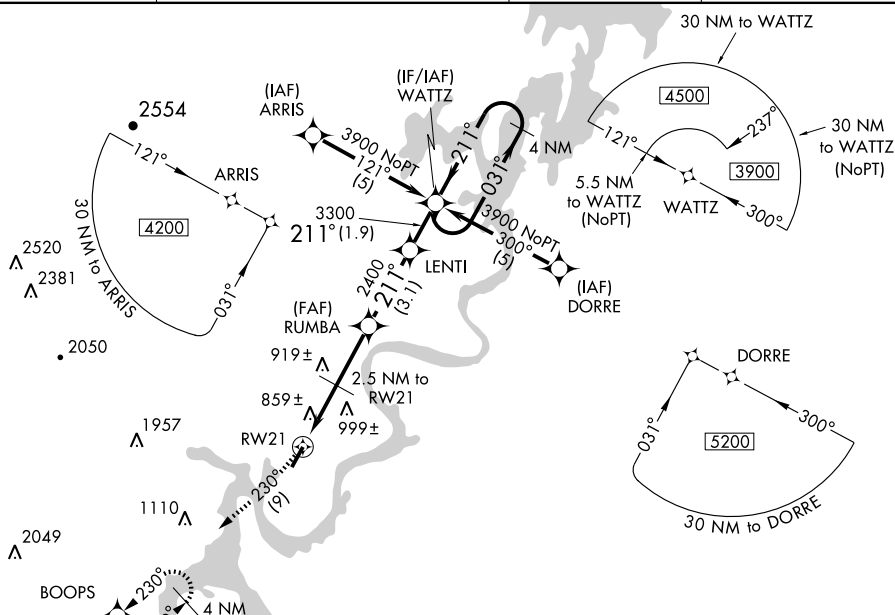 30 NM to WATTZ
(IAF)
ARRIS
(IF/IAF)
WATTZ
2554
3900 NoPT
121°
(5)
211°
031°
4 NM
4500
121°
237°
30 NM
to WATTZ
(NoPT)
3900
5.5 NM
to WATTZ
(NoPT)
WATTZ
300°
121°
ARRIS
4200
30 NM to ARRIS
031°
2520
2381
2050
3300
211° (1.9)
3900 NoPT
300°
(5)
LENTI
(IAF)
DORRE
2400
211°
(3.1)
(FAF)
RUMBA
919±
2.5 NM to
RW21
859±
999±
RW21
1957
DORRE
031°
300°
5200
30 NM to DORRE
230°
(9)
1110
2049
BOOPS
230°
4 NM